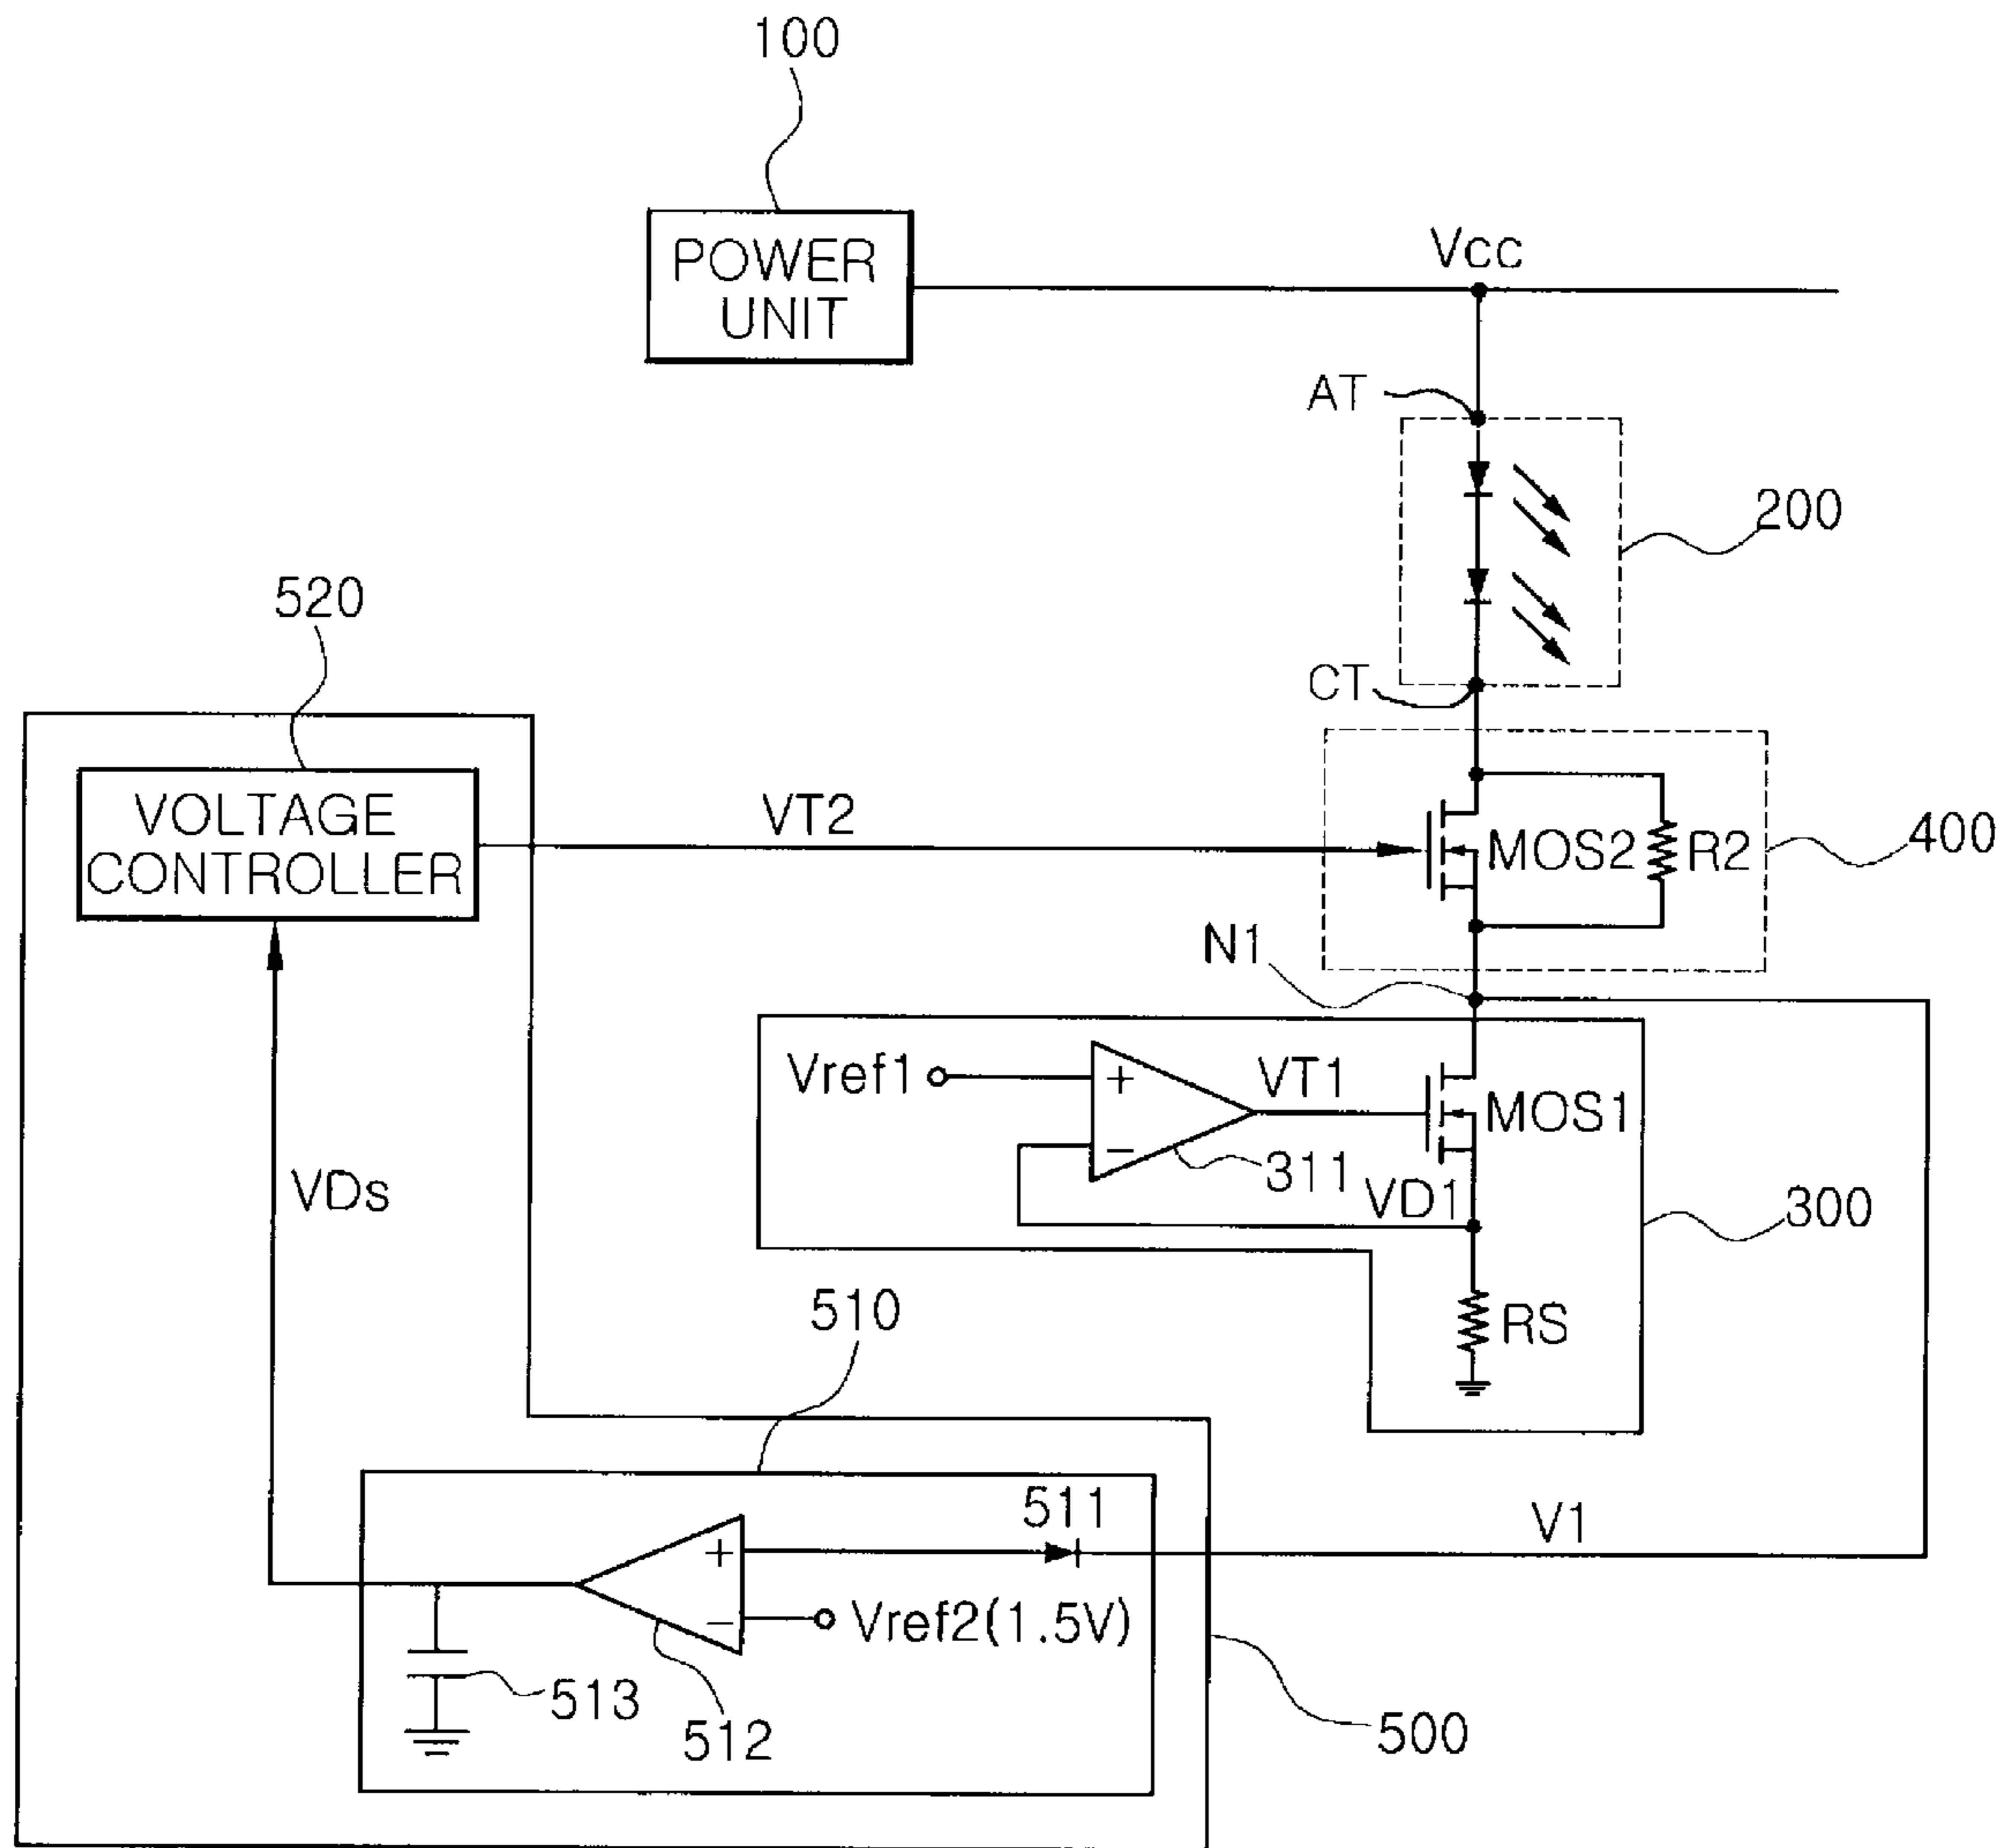 100
POWER
UNIT
Vcc
AT
200
520
CT
VOLTAGE
CONTROLLER
VT2
MOS2
R2
400
N1
Vref1
+
VT1
MOS1
−
311
VD1
VDs
300
510
RS
511
V1
+
−
Vref2(1.5V)
513
512
500